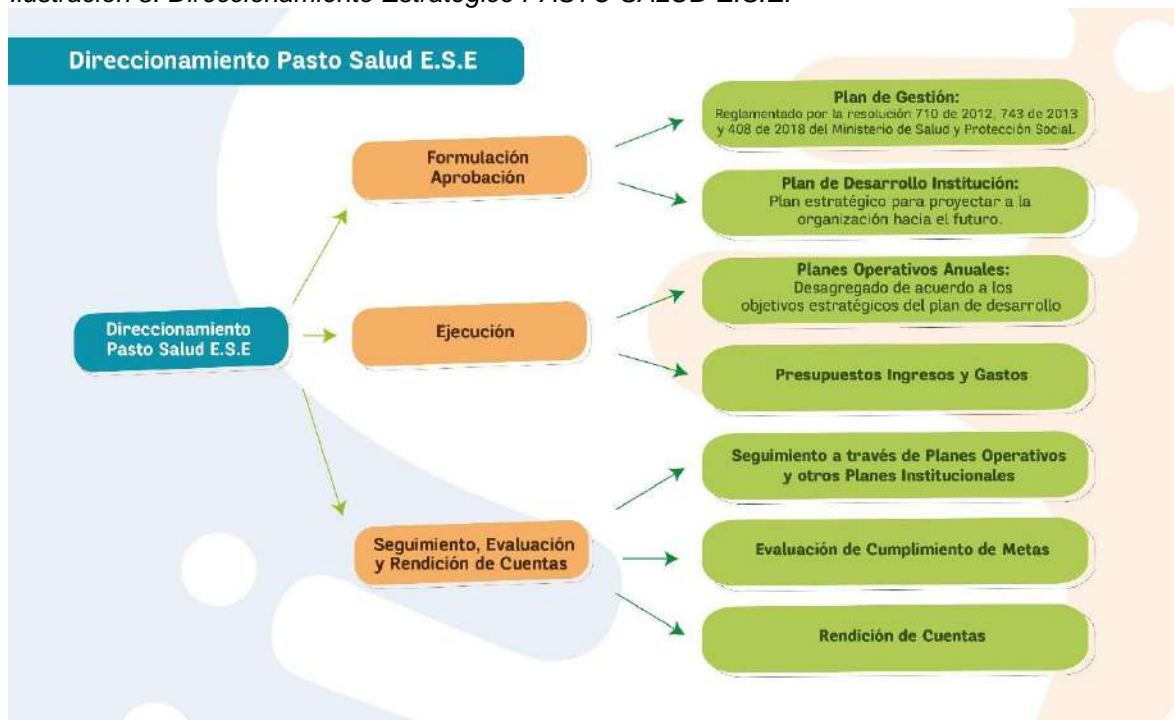 Ilustración 3. Direccionamiento Estratégico PASTO SALUD E.S.E.
Direccionamiento Pasto Salud E.S.E
Plan de Gestión:
Reglamentado por la resolución 710 de 2012, 743 de 2013
y 408 de 2018 del Ministerio de Salud y Protección Social.
Formulación
Aprobación
Plan de Desarrollo Institución:
Plan estratégico para proyectar a la
organización hacia el futuro.
Planes Operativos Anuales:
Desagregado de acuerdo a los
objetivos estratégicos del plan de desarrollo
Direccionamiento
Pasto Salud E.S.E
Ejecución
Presupuestos Ingresos y Gastos
Seguimiento a través de Planes Operativos
y otros Planes Institucionales
Seguimiento, Evaluación
y Rendición de Cuentas
Evaluación de Cumplimiento de Metas
Rendición de Cuentas